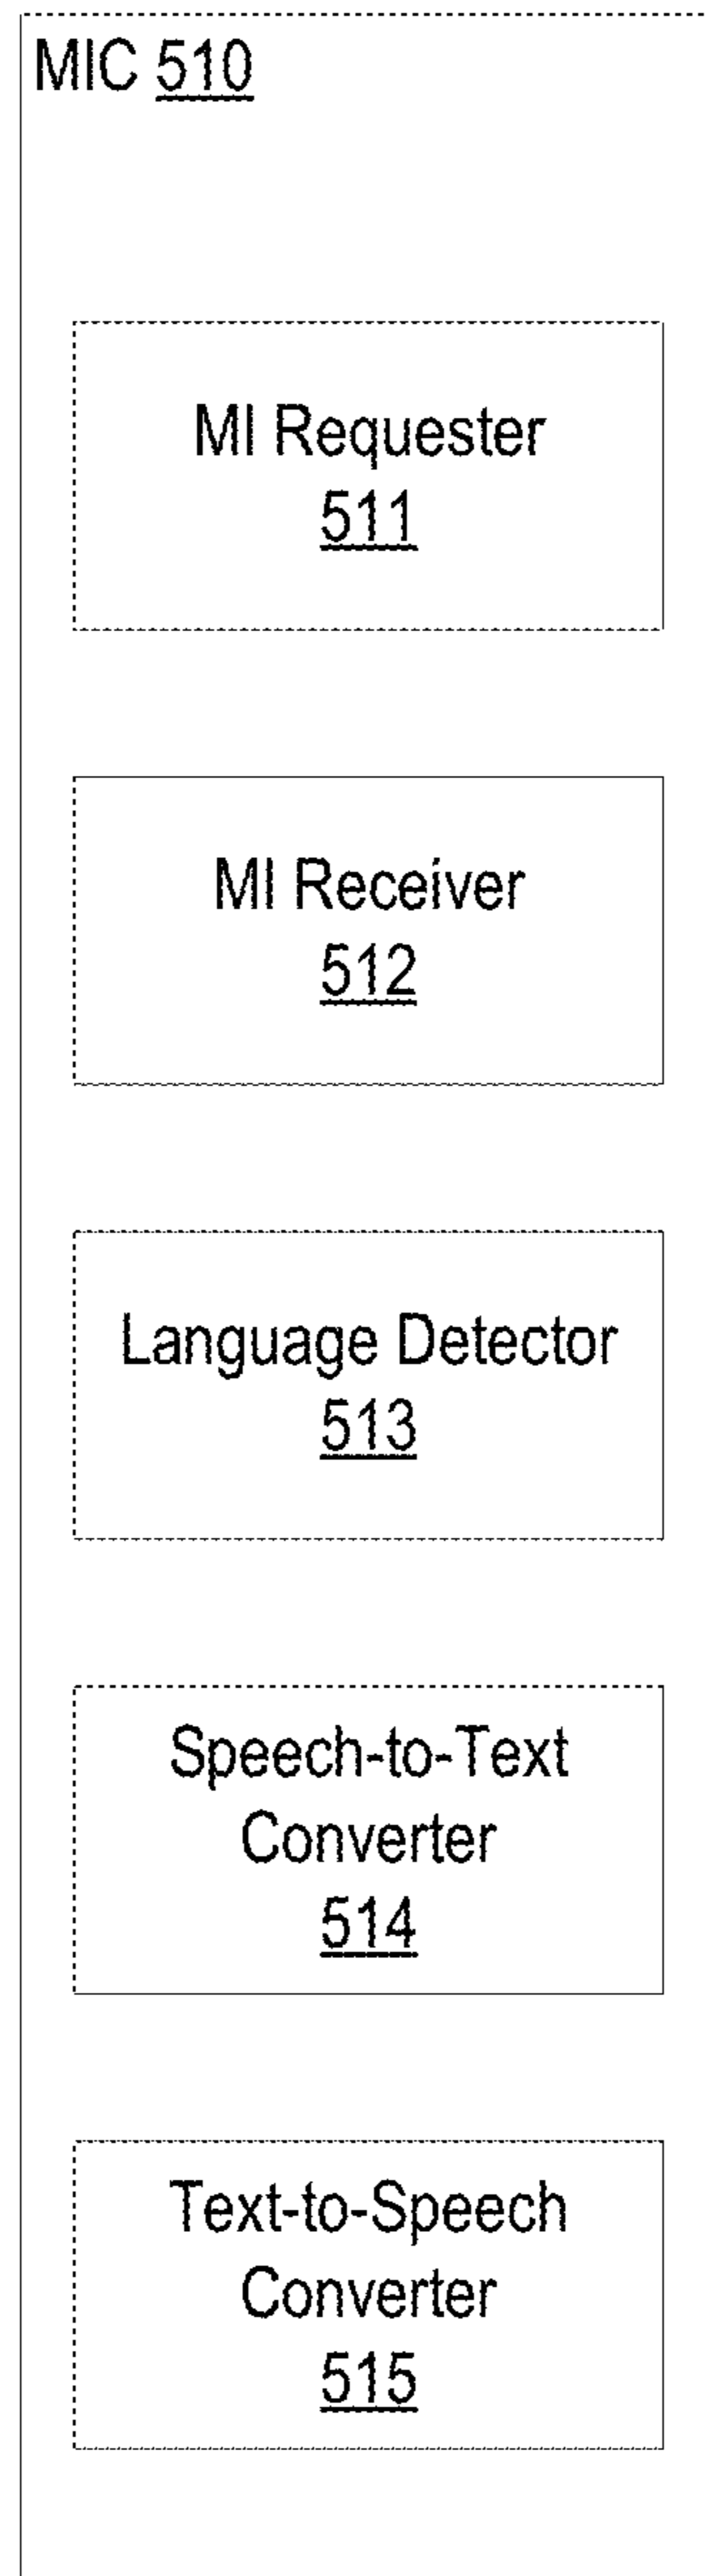 MIC 510
MI Requester
511
MI Receiver
512
Language Detector
513
Speech-to-Text
Converter
514
Text-to-Speech
Converter
515